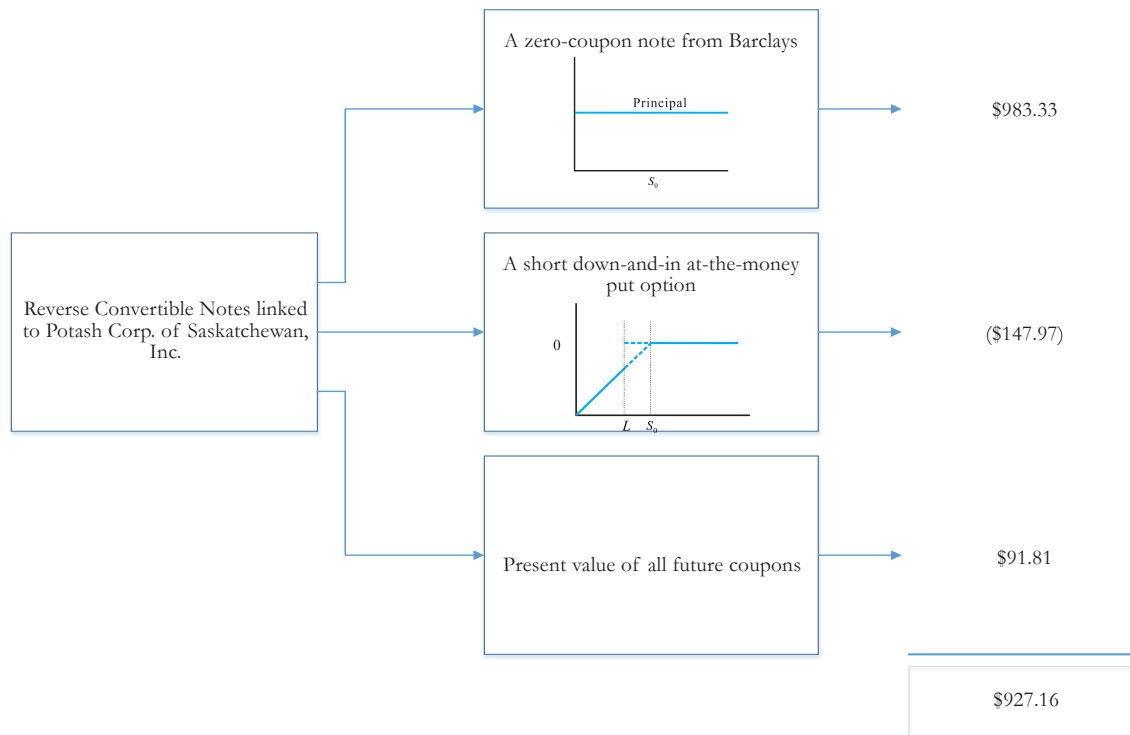 A zero-coupon note from Barclays
Principal
S₀
$983.33
Reverse Convertible Notes linked
to Potash Corp. of Saskatchewan,
Inc.
A short down-and-in at-the-money
put option
0
L S₀
($147.97)
Present value of all future coupons
$91.81
$927.16